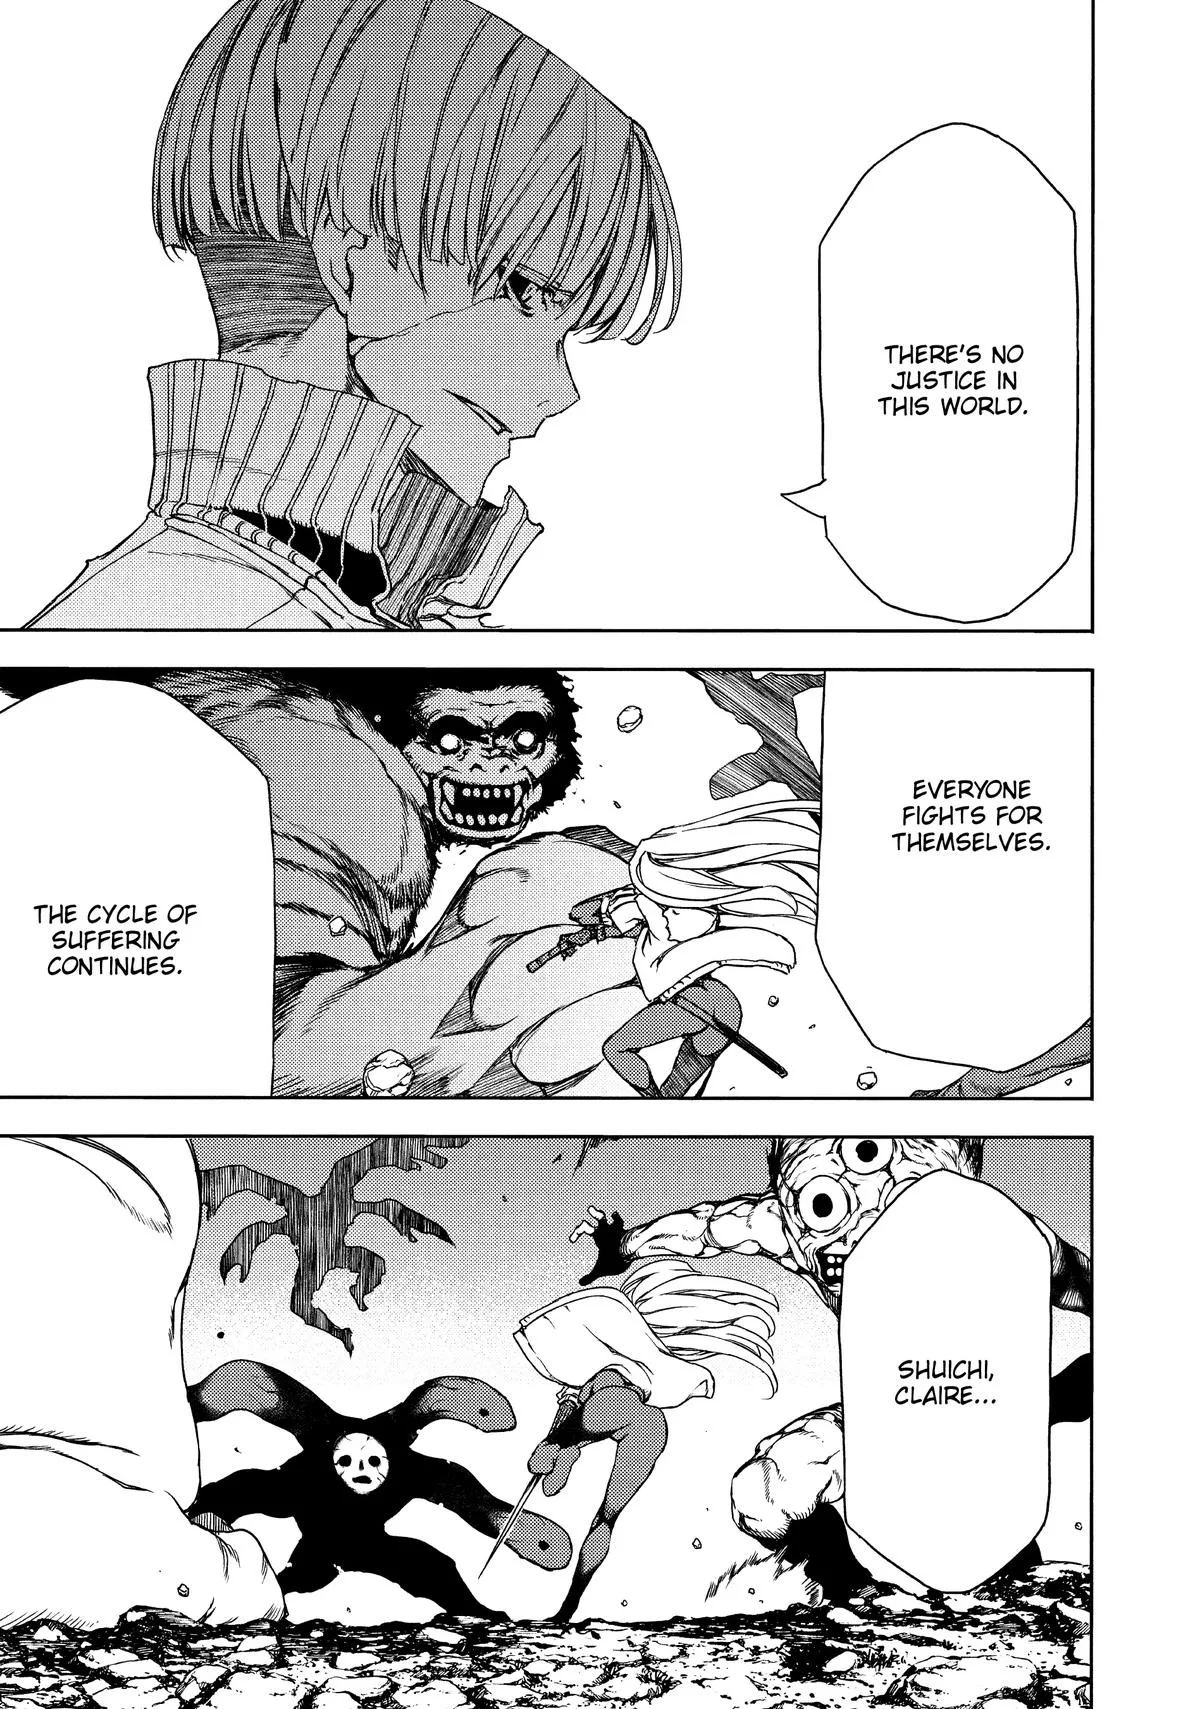 THERE'S NO
JUSTICE IN
THIS WORLD.
EVERYONE
FIGHTS FOR
THEMSELVES.
THE CYCLE OF
SUFFERING
CONTINUES.
SHUICHI,
CLAIRE...